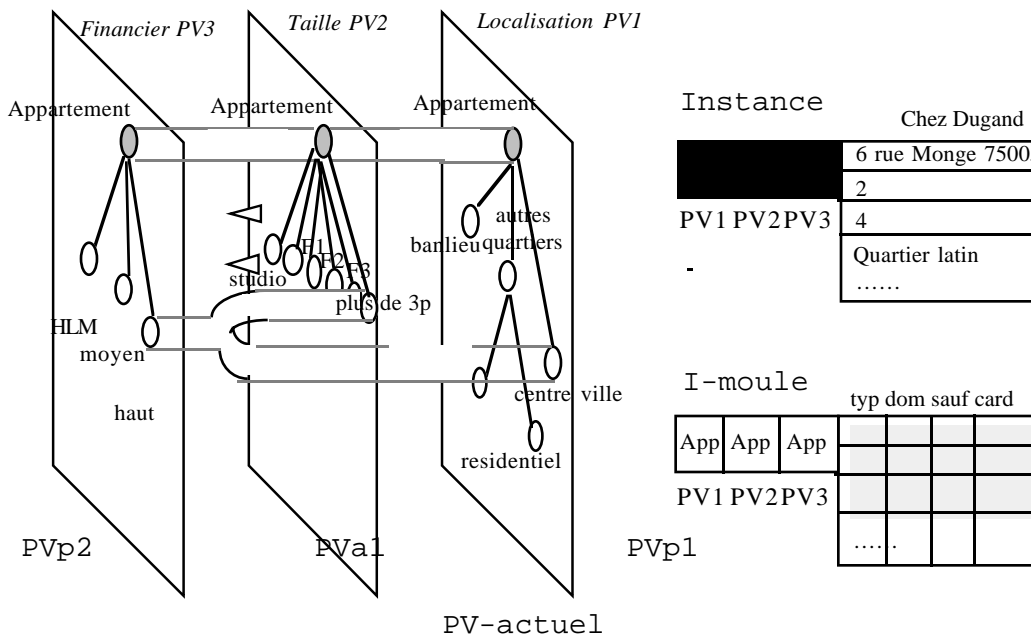 Financier PV3
Taille PV2
Localisation PV1
Appartement
Appartement
Appartement
autres
banlieu quartiers
F1
F2
F3
studio
plus de 3p
HLM
moyen
haut
centre ville
residentiel
PVp2
PVa1
PVp1
PV-actuel
Instance
Chez Dugand
6 rue Monge 7500
2
PV1 PV2 PV3
4
-
Quartier latin
......
I-moule
typ dom sauf card
App App App
PV1 PV2 PV3
......